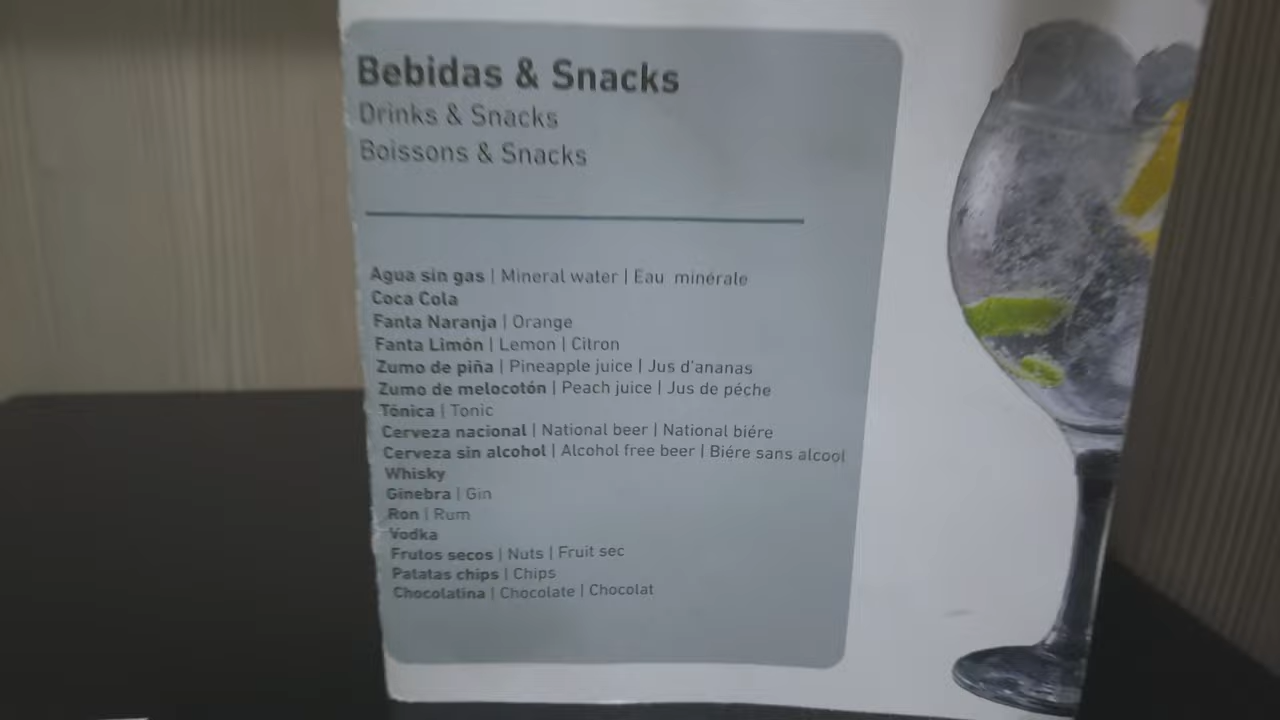 Bebidas & Snacks
Drinks & Snacks
Boissons & Snacks
Agua sin gas | Mineral water | Eau minérale
Coca Cola
Fanta Naranja | Orange
Fanta Limón | Lemon | Citron
Zumo de piña | Pineapple juice | Jus d'ananas
Zumo de melocotón | Peach juice | Jus de péche
Tónica | Tonic
Cerveza nacional | National beer | National biére
Cerveza sin alcohol | Alcohol free beer | Biére sans alcool
Whisky
Ginebra | Gin
Ron | Rum
Vodka
Frutos secos | Nuts | Fruit sec
Patatas chips | Chips
Chocolatina | Chocolate | Chocolat